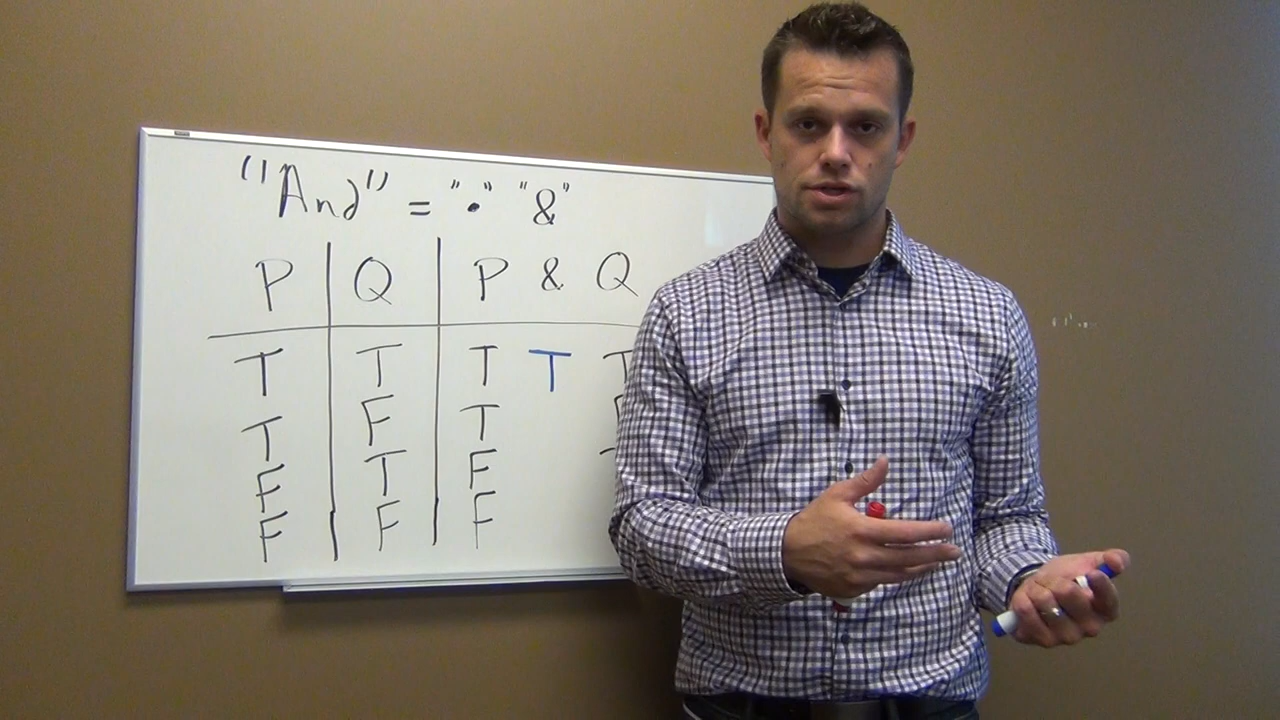 "And" = "•" "&"
P Q P & Q
T T T T T
T F T
F T F
F F F